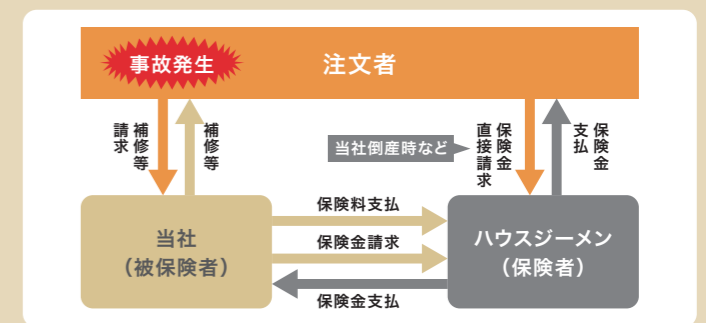 事故発生
注文者
補修等
請求
補修等
当社倒産時など
保険金
直接請求
保険金
支払
当社
（被保険者）
保険料支払
保険金請求
保険金支払
ハウスジーメン
（保険者）